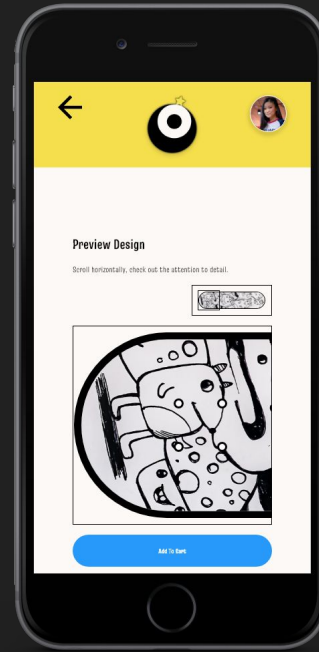 Preview Design
Scroll horizontally, check out the attention to detail.
Add To Cart